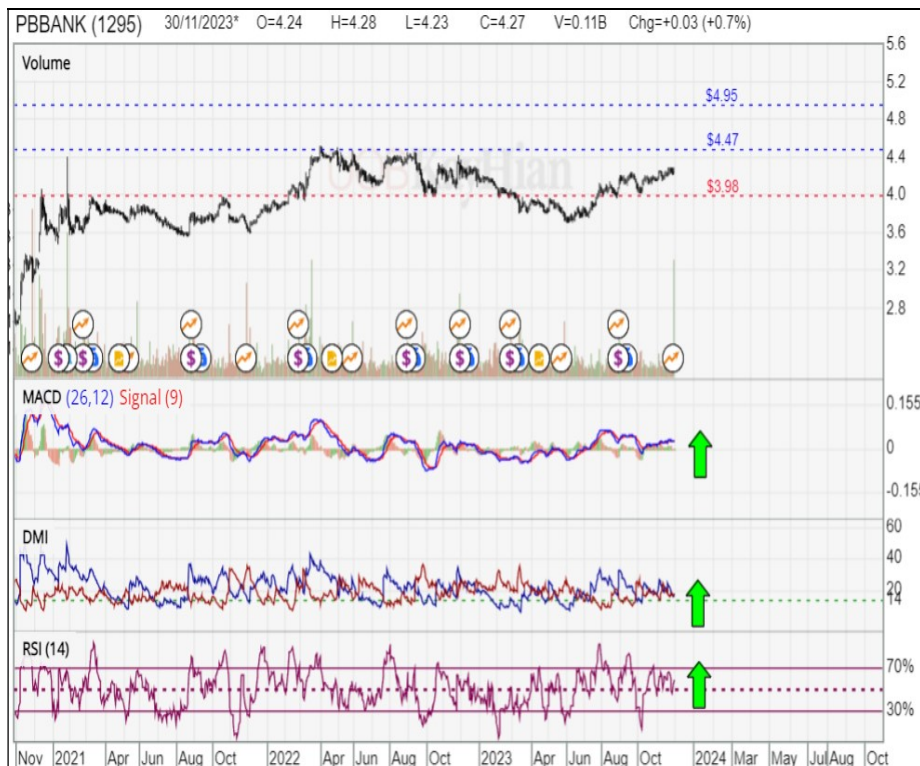 PBBANK (1295) 30/11/2023* O=4.24 H=4.28 L=4.23 C=4.27 V=0.11B Chg=+0.03 (+0.7%)
5.6
Volume
5.2
$4.95
4.8
$4.47
4.4
KayHian
$3.98
4.0
3.6
3.2
2.8
$ $ $ $ $ $ $ $
MACD (26,12) Signal (9)
0.155
0
-0.155
DMI
60
40
20
14
RSI (14)
70%
30%
Nov 2021 Apr Jun Aug Oct 2022 Apr Jun Aug Oct 2023 Apr Jun Aug Oct 2024 Mar May Jul Aug Oct